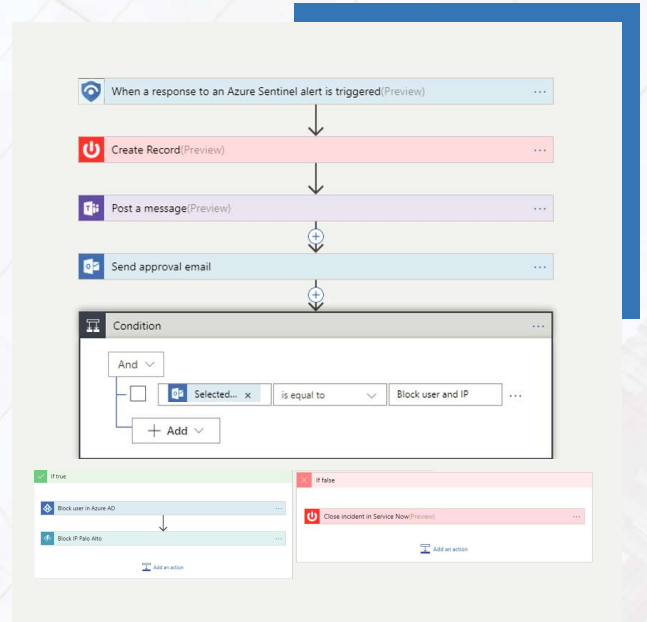 When a response to an Azure Sentinel alert is triggered(Preview)
Create Record(Preview)
Post a message(Preview)
Send approval email
Condition
And
Selected... x is equal to Block user and IP
+ Add
If true
Block user in Azure AD
Block IP Palo Alto
Add an action
If false
Close incident in Service Now(Preview)
Add an action